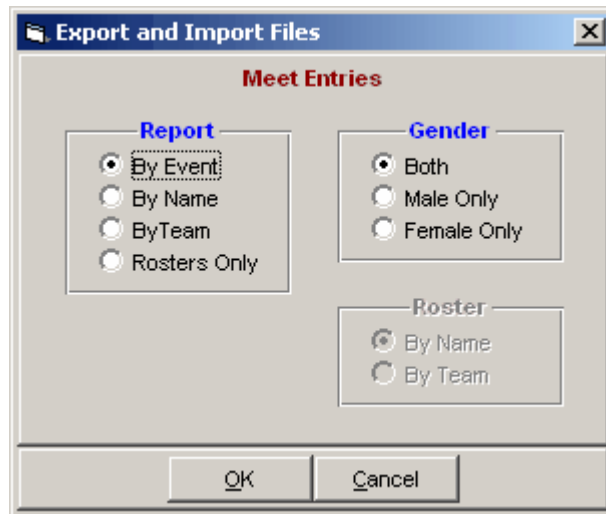 Export and Import Files
Meet Entries
Report
By Event
By Name
ByTeam
Rosters Only
Gender
Both
Male Only
Female Only
Roster
By Name
By Team
OK
Cancel